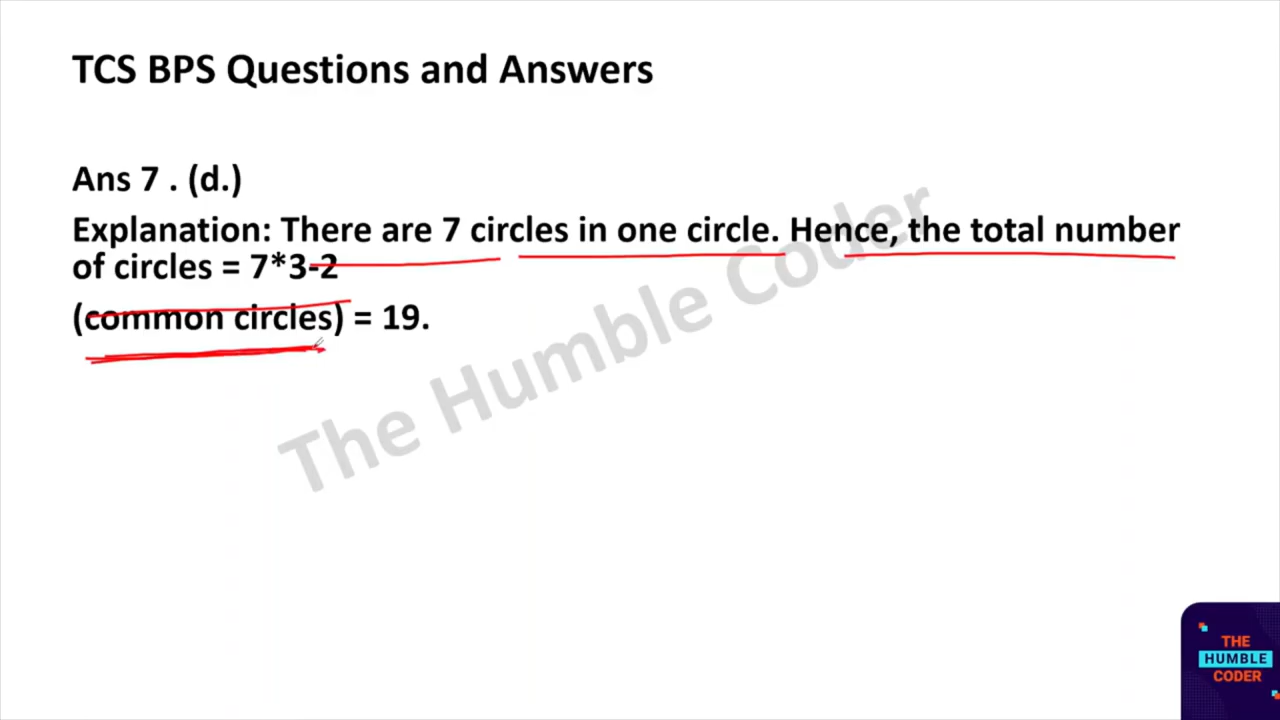 TCS BPS Questions and Answers
Ans 7 . (d.)
Explanation: There are 7 circles in one circle. Hence, the total number
of circles = 7*3-2
(common circles) = 19.
The Humble Coder
THE
HUMBLE
CODER